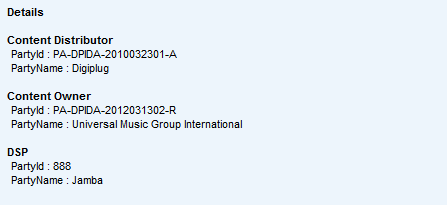 Details
Content Distributor
PartyId : PA-DPIDA-2010032301-A
PartyName : Digiplug
Content Owner
PartyId : PA-DPIDA-2012031302-R
PartyName : Universal Music Group International
DSP
PartyId : 888
PartyName : Jamba